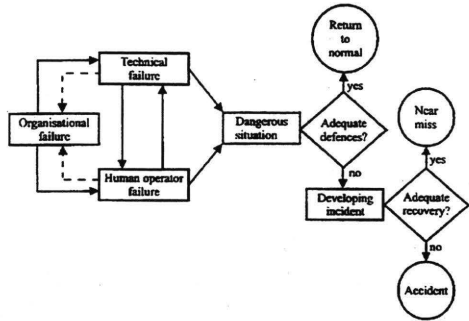 Return
to
normal
Technical
failure
yes
Near
miss
Organisational
failure
Dangerous
situation
Adequate
defences?
yes
no
Human operator
failure
Developing
incident
Adequate
recovery?
no
Accident